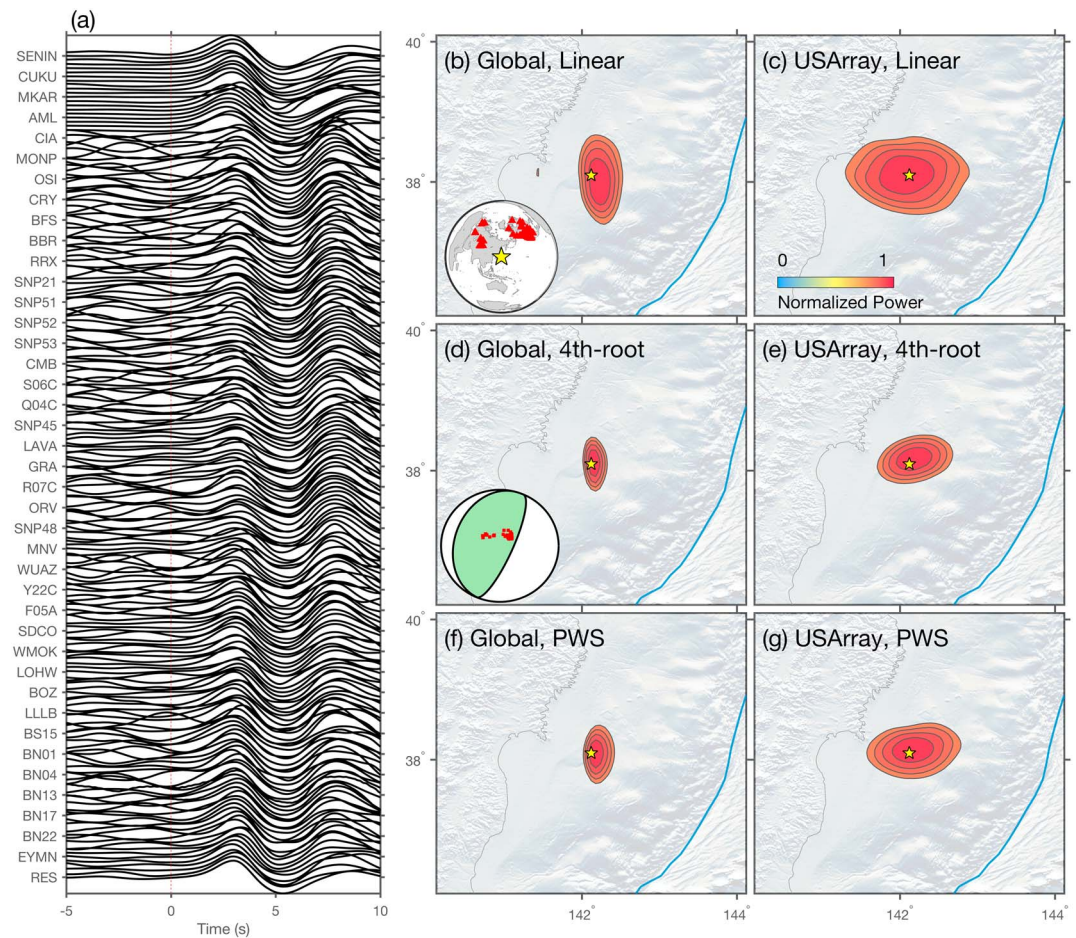 (a)
SENIN
CUKU
MKAR
AML
CIA
MONP
OSI
CRY
BFS
BBR
RRX
SNP21
SNP51
SNP52
SNP53
CMB
S06C
Q04C
SNP45
LAVA
GRA
R07C
ORV
SNP48
MNV
WUAZ
Y22C
F05A
SDCO
WMOK
LOHW
BOZ
LLLB
BS15
BN01
BN04
BN13
BN17
BN22
EYMN
RES
-5 0 5 10
Time (s)
40°
(b) Global, Linear
(c) USArray, Linear
38°
0 1
Normalized Power
40°
(d) Global, 4th-root
(e) USArray, 4th-root
38°
40°
(f) Global, PWS
(g) USArray, PWS
38°
142° 144° 142° 144°